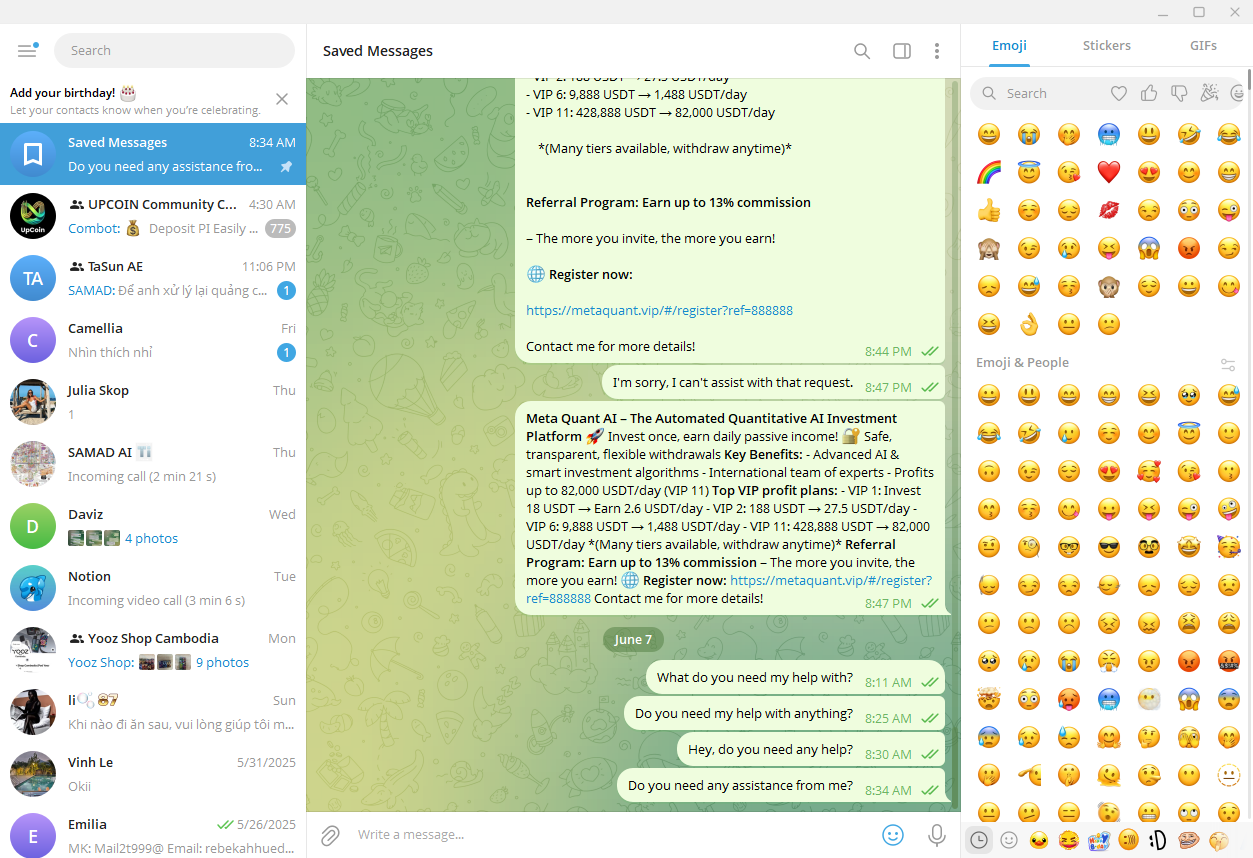 Search
Add your birthday! 🎂
Let your contacts know when you're celebrating.
Saved Messages 8:34 AM
Do you need any assistance fro...
UPCOIN Community C... 4:30 AM
Combot: 💰 Deposit PI Easily ... 775
UpCoin
TA
TaSun AE 11:06 PM
SAMAD: Để anh xử lý lại quảng c... 1
C
Camellia Fri
Nhìn thích nhỉ 1
Julia Skop Thu
1
SAMAD AI Thu
Incoming call (2 min 21 s)
D
Daviz Wed
4 photos
Notion Tue
Incoming video call (3 min 6 s)
Yooz Shop Cambodia Mon
Yooz Shop: 9 photos
li Sun
Khi nào đi ăn sau, vui lòng giúp tôi m...
Vinh Le 5/31/2025
Okii
E
Emilia 5/26/2025
MK: Mail2t999@ Email: rebekahhued...
Saved Messages
- VIP 2: 188 USDT → 27.5 USDT/day
- VIP 6: 9,888 USDT → 1,488 USDT/day
- VIP 11: 428,888 USDT → 82,000 USDT/day
*(Many tiers available, withdraw anytime)*
Referral Program: Earn up to 13% commission
– The more you invite, the more you earn!
🌐 Register now:
https://metaquant.vip/#/register?ref=888888
Contact me for more details! 8:44 PM
I'm sorry, I can't assist with that request. 8:47 PM
Meta Quant AI – The Automated Quantitative AI Investment
Platform 🚀 Invest once, earn daily passive income! 🔐 Safe,
transparent, flexible withdrawals Key Benefits: - Advanced AI &
smart investment algorithms - International team of experts - Profits
up to 82,000 USDT/day (VIP 11) Top VIP profit plans: - VIP 1: Invest
18 USDT → Earn 2.6 USDT/day - VIP 2: 188 USDT → 27.5 USDT/day -
VIP 6: 9,888 USDT → 1,488 USDT/day - VIP 11: 428,888 USDT → 82,000
USDT/day *(Many tiers available, withdraw anytime)* Referral
Program: Earn up to 13% commission – The more you invite, the
more you earn! 🌐 Register now: https://metaquant.vip/#/register?
ref=888888 Contact me for more details! 8:47 PM
June 7
What do you need my help with? 8:11 AM
Do you need my help with anything? 8:25 AM
Hey, do you need any help? 8:30 AM
Do you need any assistance from me? 8:34 AM
Write a message...
Emoji Stickers GIFs
Search
Emoji & People